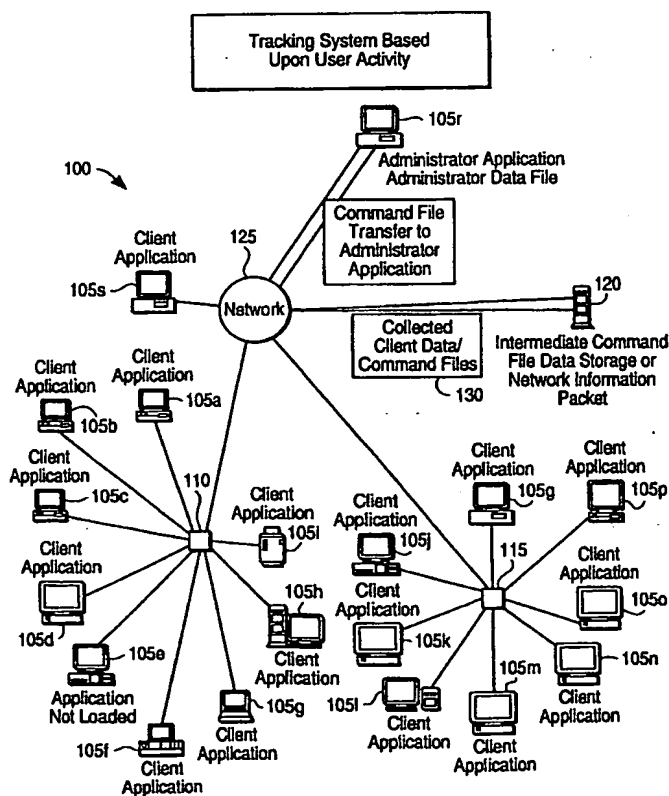 Tracking System Based
Upon User Activity
105r
Administrator Application
Administrator Data File
100
Command File
Transfer to
Administrator
Application
125
Client
Application
105s
Network
120
Collected
Client Data/
Command Files
130
Intermediate Command
File Data Storage or
Network Information
Packet
Client
Application
105b
Client
Application
105a
Client
Application
105c
110
Client
Application
105i
Client
Application
105d
105e
Application
Not Loaded
105f
Client
Application
105g
Client
Application
105h
Client
Application
Client
Application
105g
Client
Application
105p
Client
Application
105j
115
Client
Application
105o
Client
Application
105k
105n
Client
Application
105l
Client
Application
105m
Client
Application